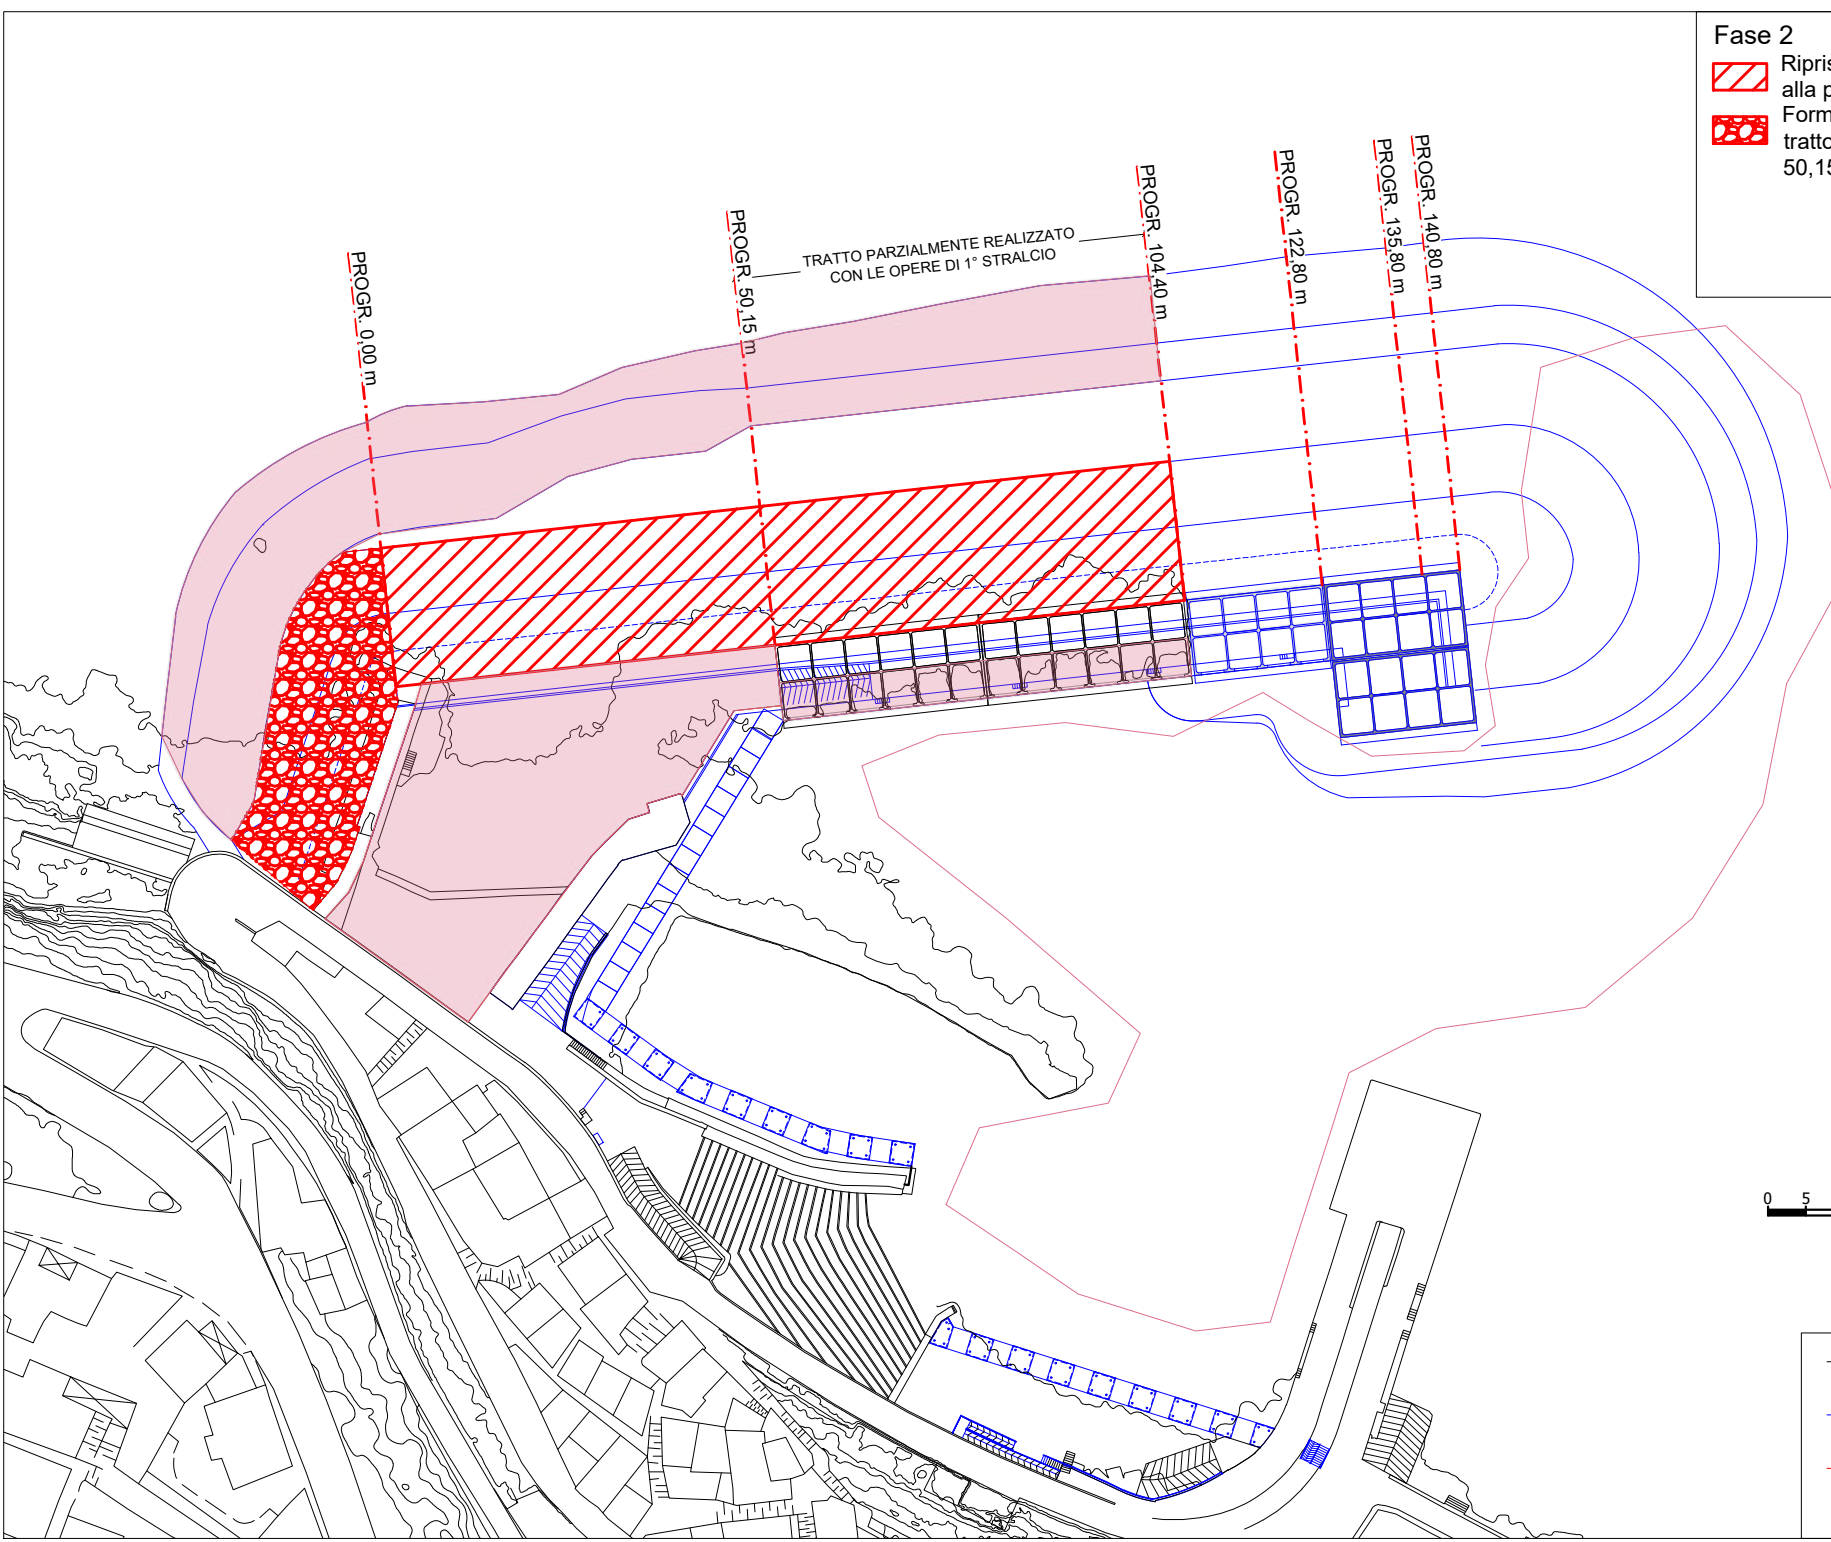 Fase 2
Ripris
alla p
Form
tratto
50,15
PROGR. 0,00 m
PROGR. 50,15 m
TRATTO PARZIALMENTE REALIZZATO
CON LE OPERE DI 1° STRALCIO
PROGR. 104,40 m
PROGR. 122,80 m
PROGR. 135,80 m
PROGR. 140,80 m
0 5